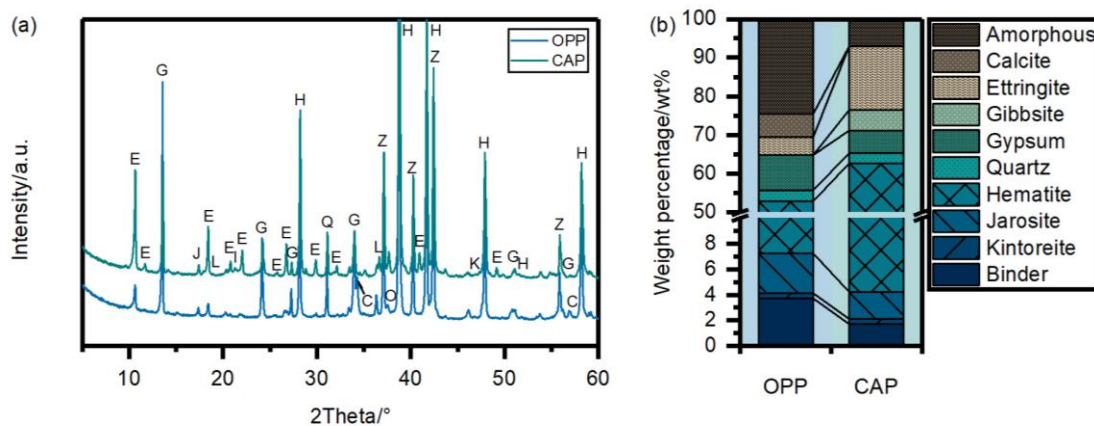 (a)
Intensity/a.u.
OPP
CAP
E
E
G
J
E
L
E
I
E
G
E
E
G
H
E
Q
E
G
C
L
Z
O
H
Z
E
H
Z
K
H
E
G
H
Z
G
C
H
10 20 30 40 50 60
2Theta/°
(b)
Weight percentage/wt%
100
90
80
70
60
50
8
6
4
2
0
OPP CAP
Amorphous
Calcite
Ettringite
Gibbsite
Gypsum
Quartz
Hematite
Jarosite
Kintoreite
Binder